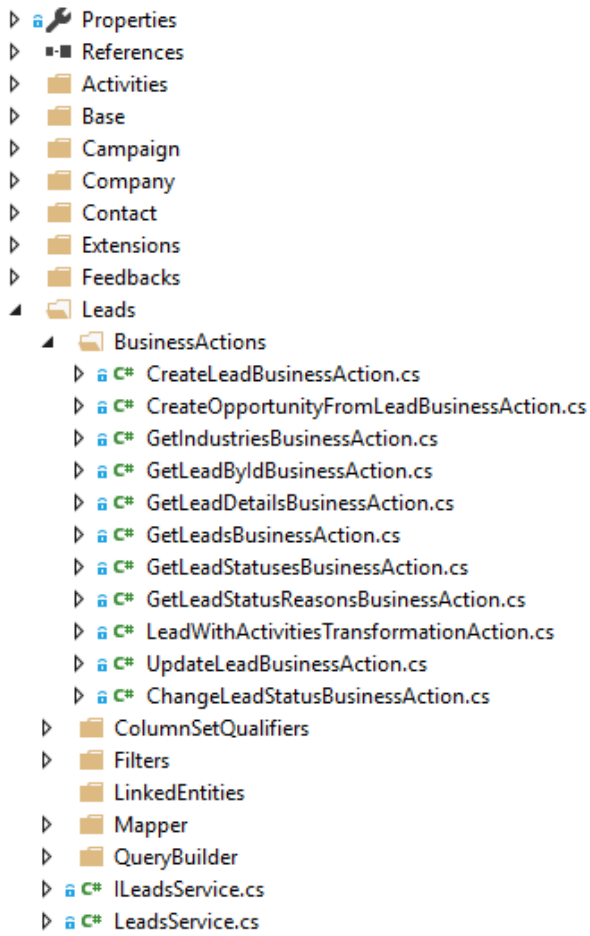 Properties
References
Activities
Base
Campaign
Company
Contact
Extensions
Feedbacks
Leads
BusinessActions
C# CreateLeadBusinessAction.cs
C# CreateOpportunityFromLeadBusinessAction.cs
C# GetIndustriesBusinessAction.cs
C# GetLeadByIdBusinessAction.cs
C# GetLeadDetailsBusinessAction.cs
C# GetLeadsBusinessAction.cs
C# GetLeadStatusesBusinessAction.cs
C# GetLeadStatusReasonsBusinessAction.cs
C# LeadWithActivitiesTransformationAction.cs
C# UpdateLeadBusinessAction.cs
C# ChangeLeadStatusBusinessAction.cs
ColumnSetQualifiers
Filters
LinkedEntities
Mapper
QueryBuilder
C# ILeadsService.cs
C# LeadsService.cs